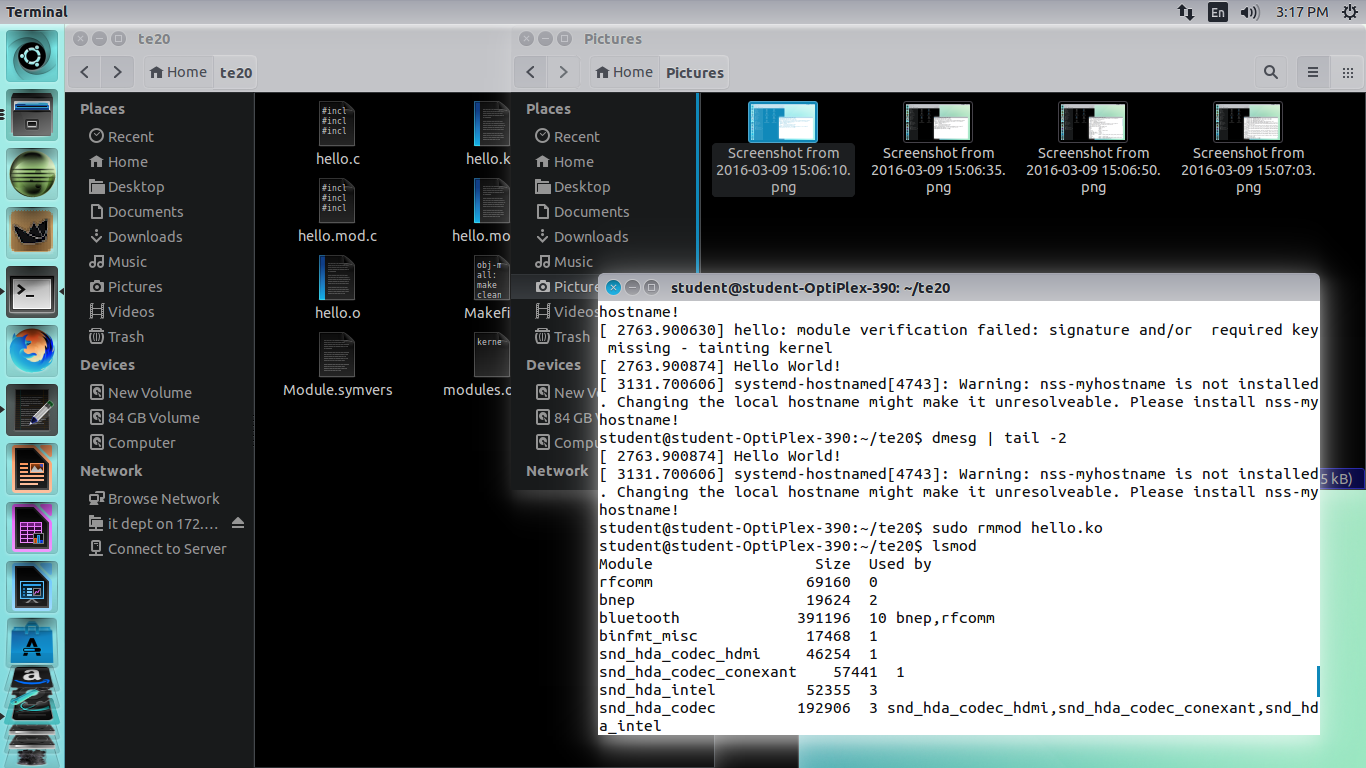 Terminal
En
3:17 PM
te20
Home
te20
Places
Recent
Home
Desktop
Documents
Downloads
Music
Pictures
Videos
Trash
Devices
New Volume
84 GB Volume
Computer
Network
Browse Network
it dept on 172....
Connect to Server
#incl
#incl
#incl
hello.c
hello.k
#incl
#incl
#incl
hello.mod.c
hello.mo
hello.o
obj-m
all:
make
clean
Makefi
Module.symvers
kerne
modules.o
Pictures
Home
Pictures
Places
Recent
Home
Desktop
Documents
Downloads
Music
Pictures
Videos
Trash
Devices
New V
84 GB V
Compu
Network
Screenshot from
2016-03-09 15:06:10.
png
Screenshot from
2016-03-09 15:06:35.
png
Screenshot from
2016-03-09 15:06:50.
png
Screenshot from
2016-03-09 15:07:03.
png
5 kB)
student@student-OptiPlex-390: ~/te20
hostname!
[ 2763.900630] hello: module verification failed: signature and/or  required key
 missing - tainting kernel
[ 2763.900874] Hello World!
[ 3131.700606] systemd-hostnamed[4743]: Warning: nss-myhostname is not installed
. Changing the local hostname might make it unresolveable. Please install nss-my
hostname!
student@student-OptiPlex-390:~/te20$ dmesg | tail -2
[ 2763.900874] Hello World!
[ 3131.700606] systemd-hostnamed[4743]: Warning: nss-myhostname is not installed
. Changing the local hostname might make it unresolveable. Please install nss-my
hostname!
student@student-OptiPlex-390:~/te20$ sudo rmmod hello.ko
student@student-OptiPlex-390:~/te20$ lsmod
Module                  Size  Used by
rfcomm                 69160  0
bnep                   19624  2
bluetooth             391196  10 bnep,rfcomm
binfmt_misc            17468  1
snd_hda_codec_hdmi     46254  1
snd_hda_codec_conexant    57441  1
snd_hda_intel          52355  3
snd_hda_codec         192906  3 snd_hda_codec_hdmi,snd_hda_codec_conexant,snd_hd
a_intel